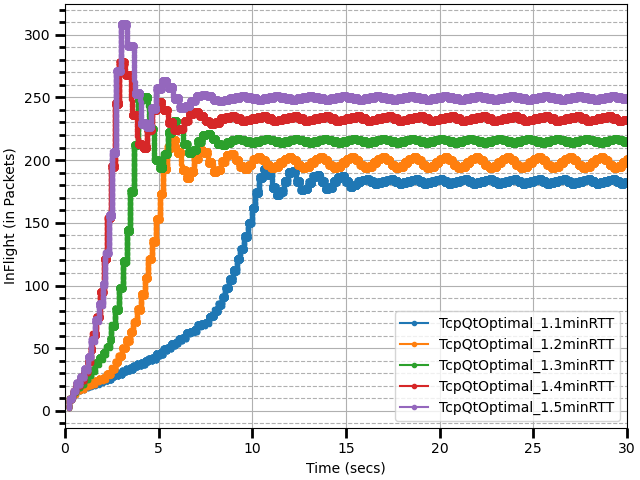 InFlight (in Packets)
300
250
200
150
100
50
0
TcpQtOptimal_1.1minRTT
TcpQtOptimal_1.2minRTT
TcpQtOptimal_1.3minRTT
TcpQtOptimal_1.4minRTT
TcpQtOptimal_1.5minRTT
0 5 10 15 20 25 30
Time (secs)